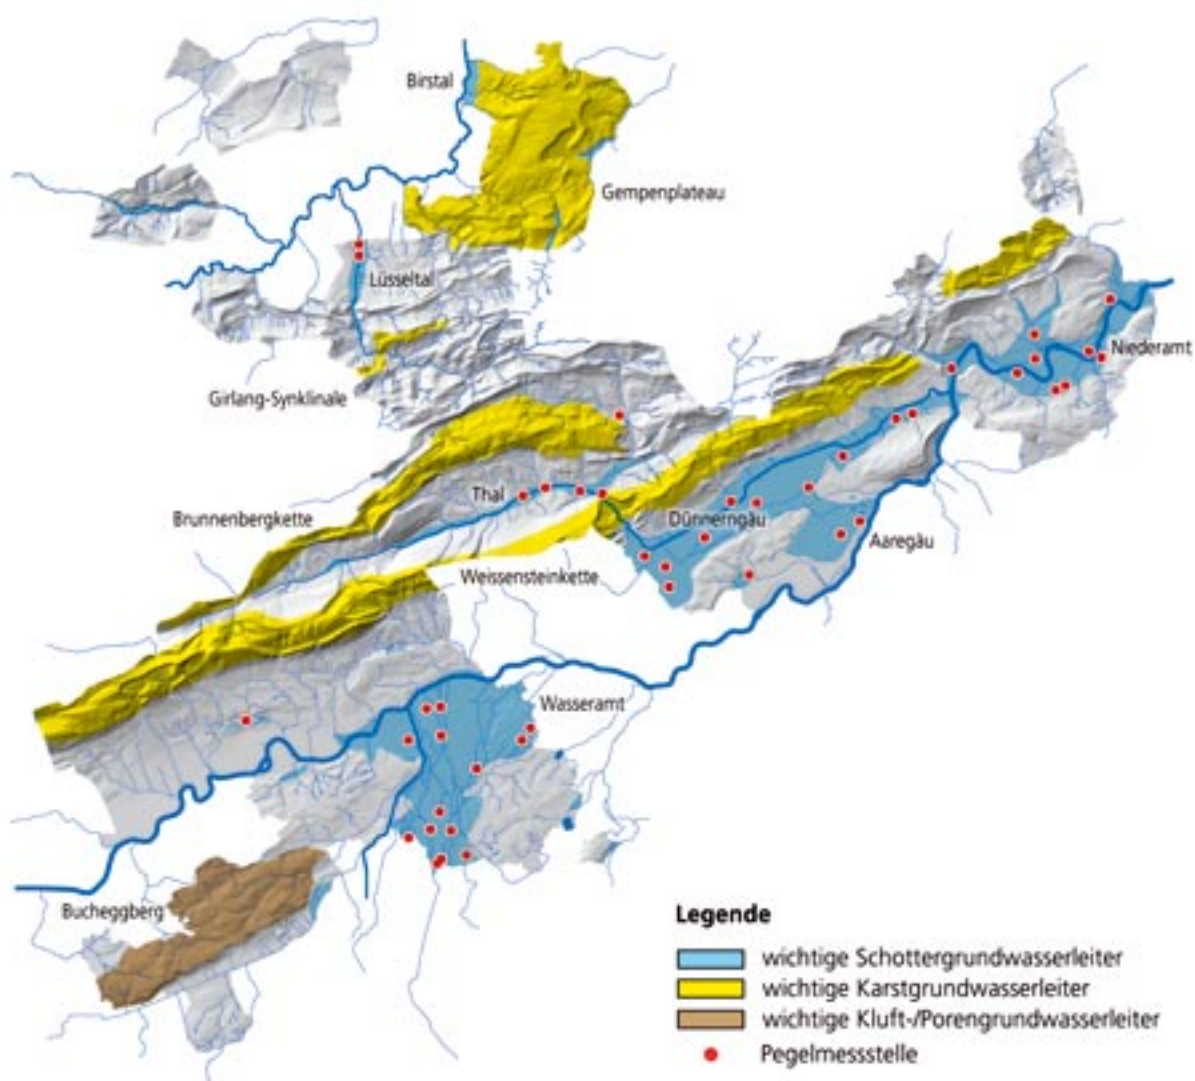 Birstal
Gempenplateau
Lüsseltal
Niederamt
Girlang-Synklinale
Thal
Brunnenbergkette
Dünnerngäu
Aaregäu
Weissensteinkette
Wasseramt
Bucheggberg
Legende
wichtige Schottergrundwasserleiter
wichtige Karstgrundwasserleiter
wichtige Kluft-/Porengrundwasserleiter
Pegelmessstelle